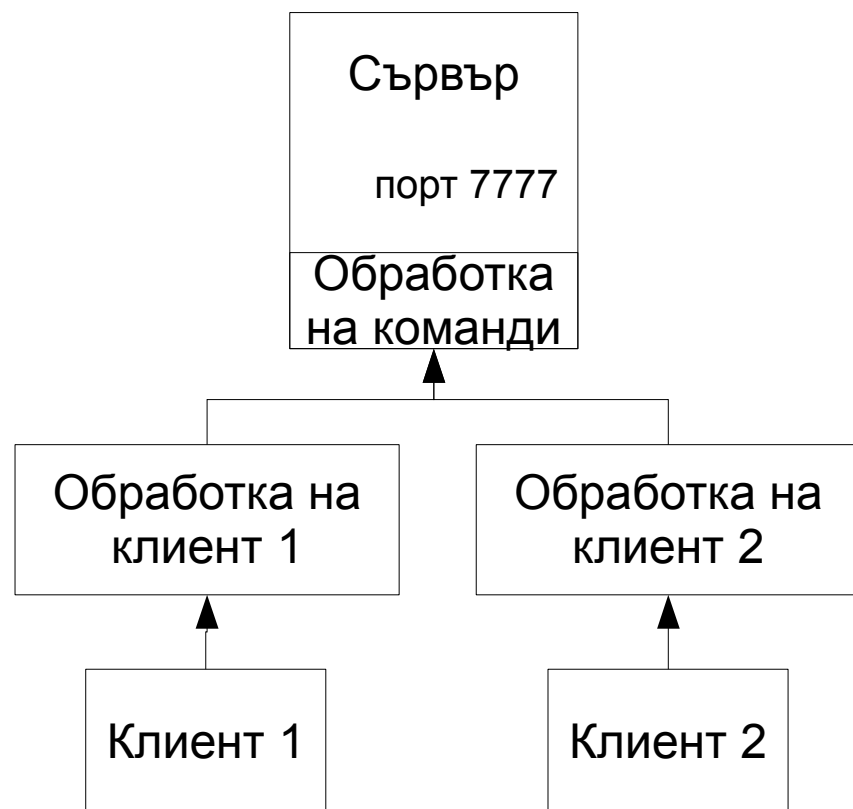 Сървър
порт 7777
Обработка
на команди
Обработка на
клиент 1
Обработка на
клиент 2
Клиент 1
Клиент 2